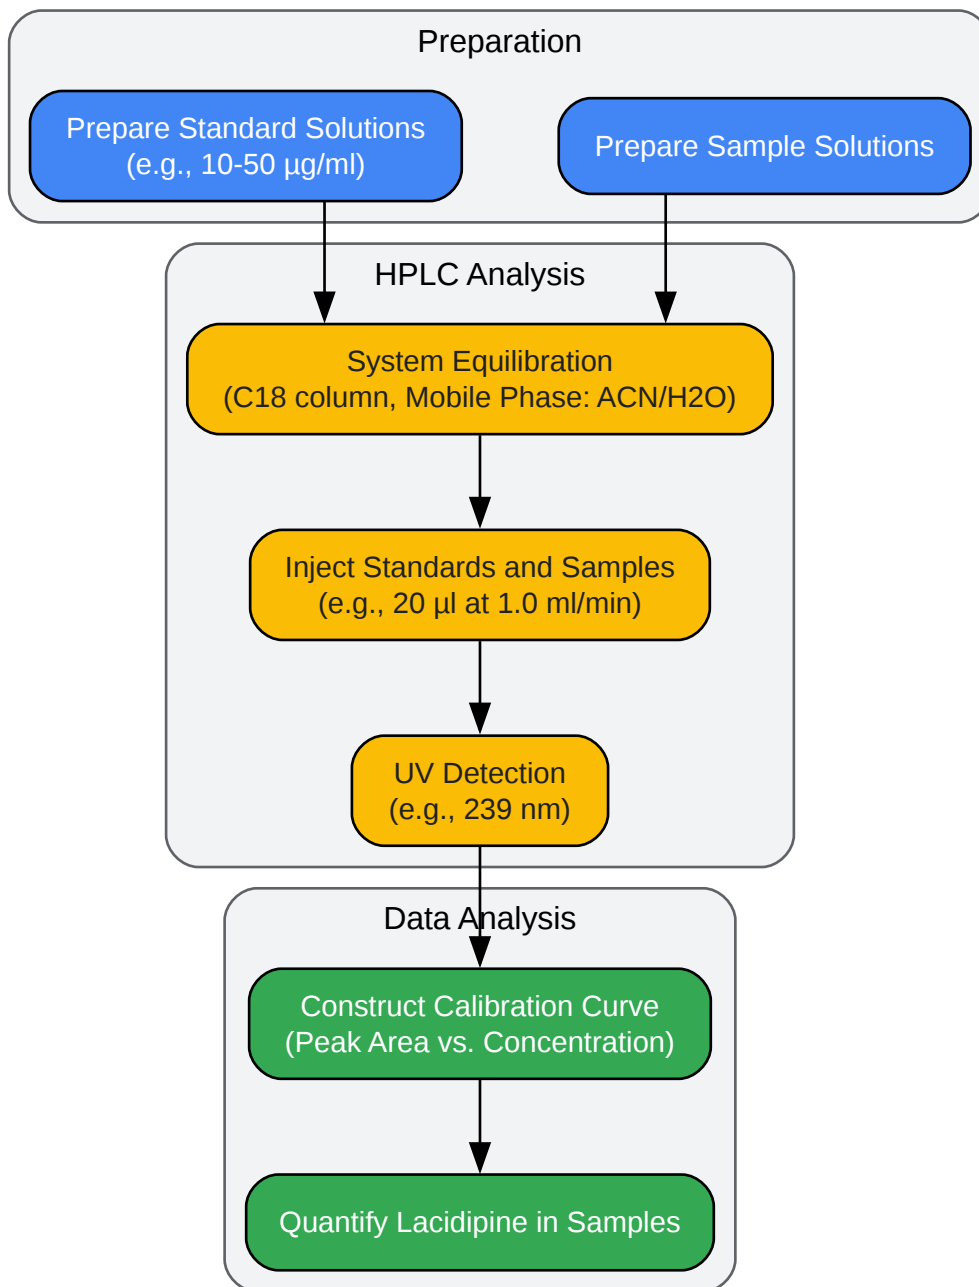 Preparation
Prepare Standard Solutions
(e.g., 10-50 µg/ml)
Prepare Sample Solutions
HPLC Analysis
System Equilibration
(C18 column, Mobile Phase: ACN/H2O)
Inject Standards and Samples
(e.g., 20 µl at 1.0 ml/min)
UV Detection
(e.g., 239 nm)
Data Analysis
Construct Calibration Curve
(Peak Area vs. Concentration)
Quantify Lacidipine in Samples